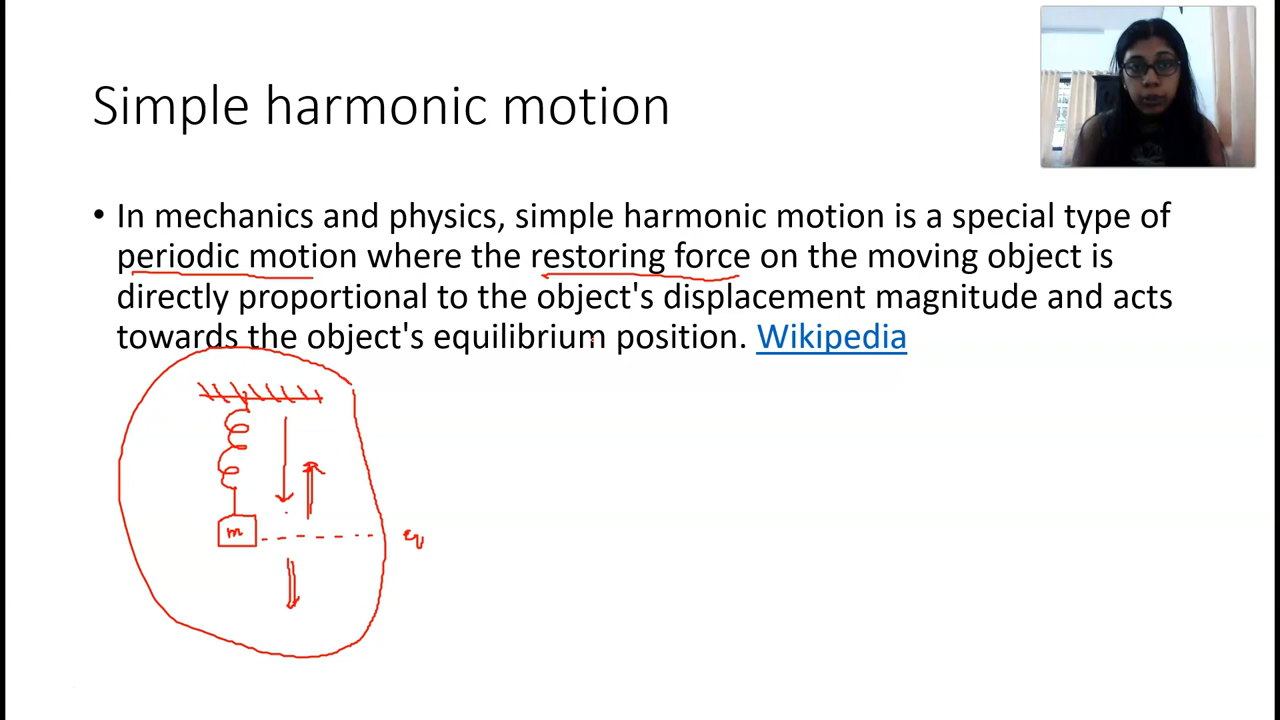 Simple harmonic motion
• In mechanics and physics, simple harmonic motion is a special type of
periodic motion where the restoring force on the moving object is
directly proportional to the object's displacement magnitude and acts
towards the object's equilibrium position. Wikipedia
m